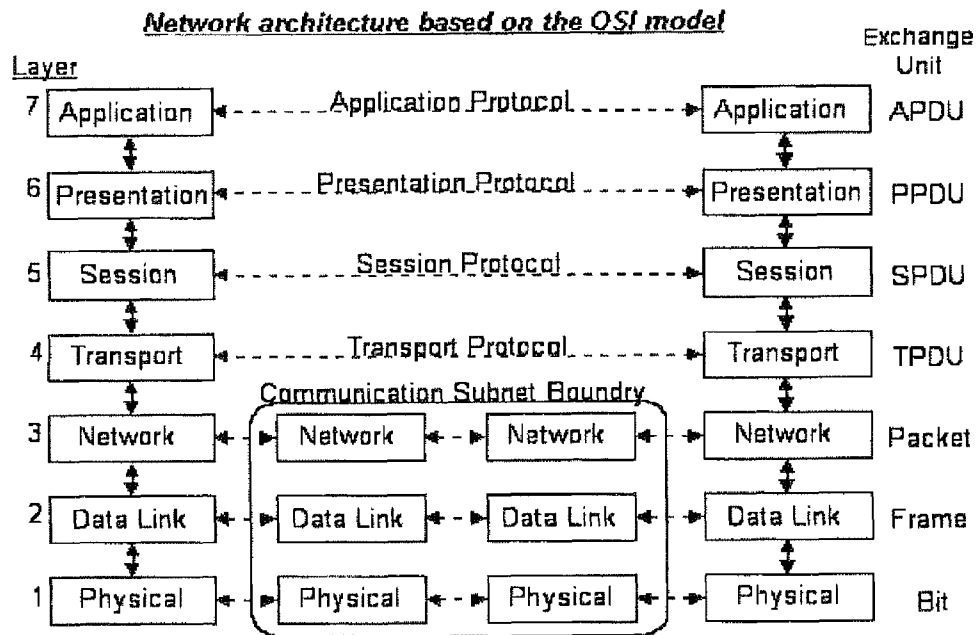 Network architecture based on the OSI model
Exchange
Unit
Layer
7 Application Application Protocol Application APDU
6 Presentation Presentation Protocol Presentation PPDU
5 Session Session Protocol Session SPDU
4 Transport Transport Protocol Transport TPDU
Communication Subnet Boundry
3 Network Network Network Network Packet
2 Data Link Data Link Data Link Data Link Frame
1 Physical Physical Physical Physical Bit